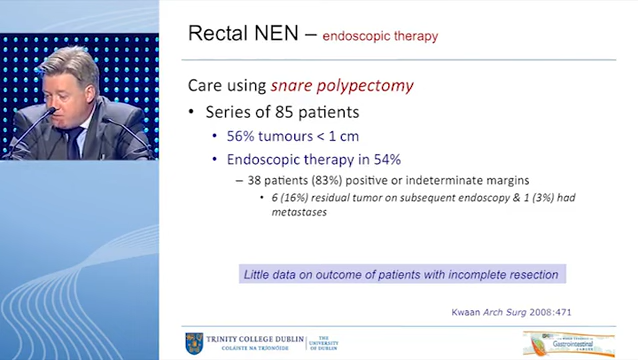 Rectal NEN – endoscopic therapy
Care using snare polypectomy
• Series of 85 patients
• 56% tumours < 1 cm
• Endoscopic therapy in 54%
– 38 patients (83%) positive or indeterminate margins
• 6 (16%) residual tumor on subsequent endoscopy & 1 (3%) had
metastases
Little data on outcome of patients with incomplete resection
Kwaan Arch Surg 2008:471
TRINITY COLLEGE DUBLIN
COLÁISTE NA TRÍONÓIDE
THE
UNIVERSITY
OF DUBLIN
Gastrointestinal